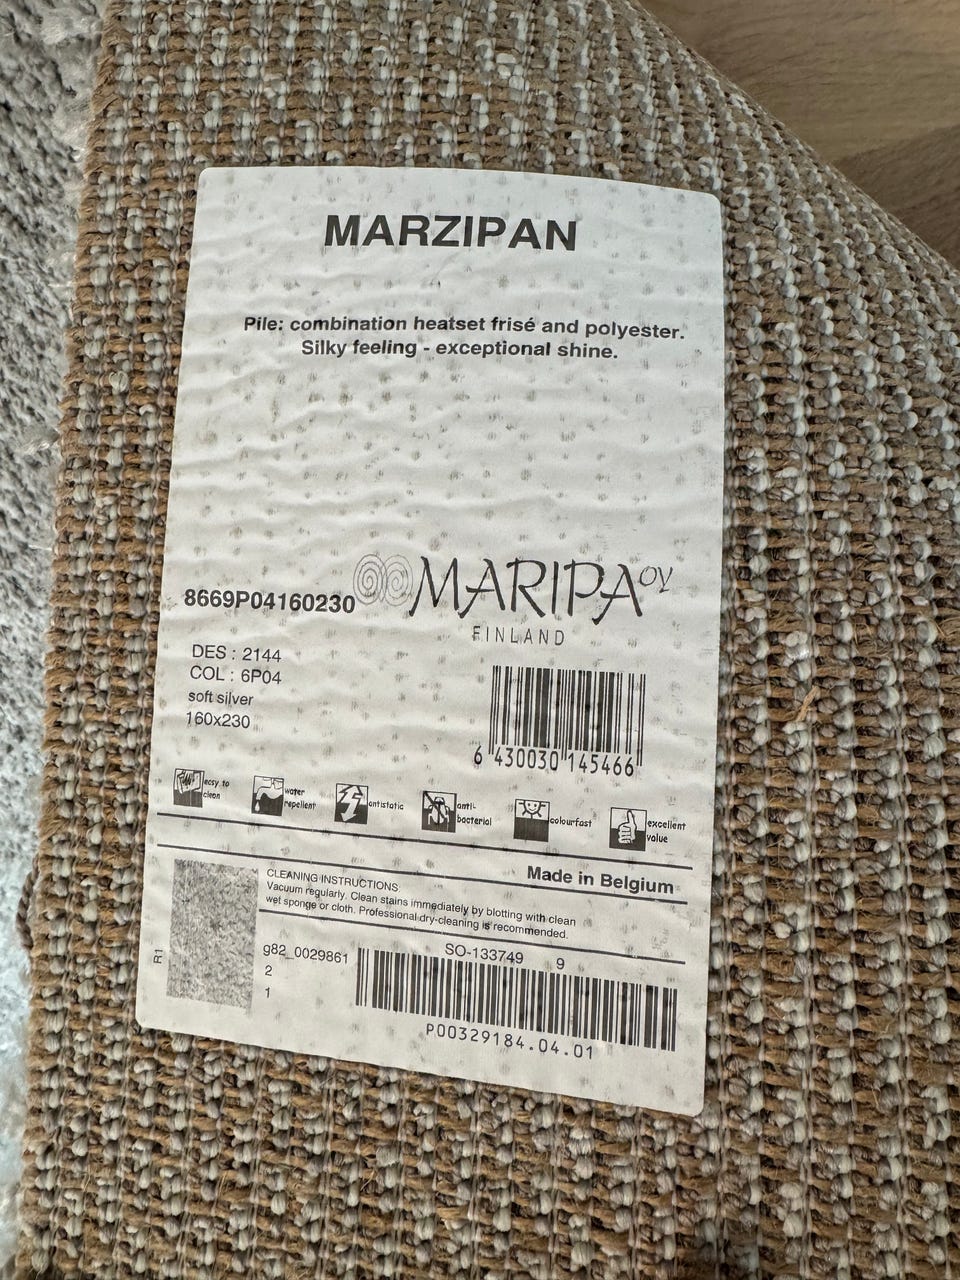 MARZIPAN
Pile: combination heatset frisé and polyester.
Silky feeling - exceptional shine.
MARIPA OY
FINLAND
8669P04160230
DES : 2144
COL : 6P04
soft silver
160x230
6 430030 145466
easy to
clean
water
repellent
antistatic
anti-
bacterial
colourfast
excellent
value
Made in Belgium
CLEANING INSTRUCTIONS
Vacuum regularly. Clean stains immediately by blotting with clean
wet sponge or cloth. Professional dry-cleaning is recommended.
R1
g82_0029861
2
1
SO-133749 9
P00329184.04.01